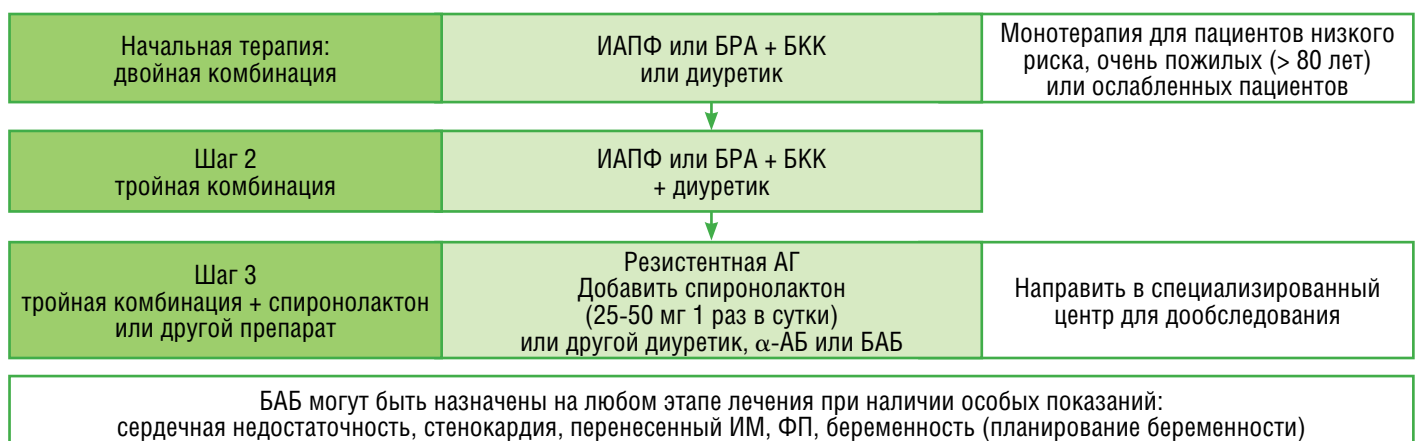 Начальная терапия:
двойная комбинация
ИАПФ или БРА + БКК
или диуретик
Монотерапия для пациентов низкого
риска, очень пожилых (> 80 лет)
или ослабленных пациентов
Шаг 2
тройная комбинация
ИАПФ или БРА + БКК
+ диуретик
Шаг 3
тройная комбинация + спиронолактон
или другой препарат
Резистентная АГ
Добавить спиронолактон
(25-50 мг 1 раз в сутки)
или другой диуретик, α-АБ или БАБ
Направить в специализированный
центр для дообследования
БАБ могут быть назначены на любом этапе лечения при наличии особых показаний:
сердечная недостаточность, стенокардия, перенесенный ИМ, ФП, беременность (планирование беременности)